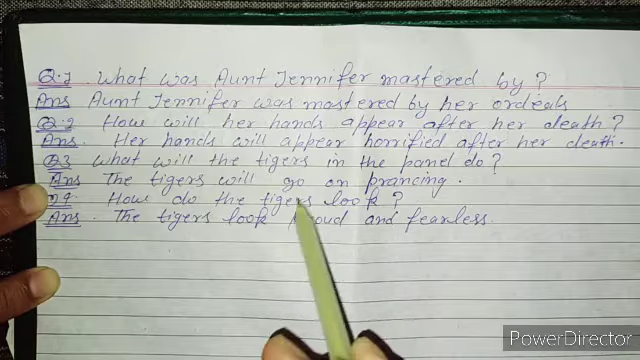 Q.1. What was Aunt Jennifer mastered by?
Ans Aunt Jennifer was mastered by her ordeals
Q.2 How will her hands appear after her death?
Ans. Her hands will appear horrified after her death.
Q3 What will the tigers in the panel do?
Ans The tigers will go on prancing.
Q4. How do the tigers look?
Ans. The tigers look proud and fearless.
PowerDirector